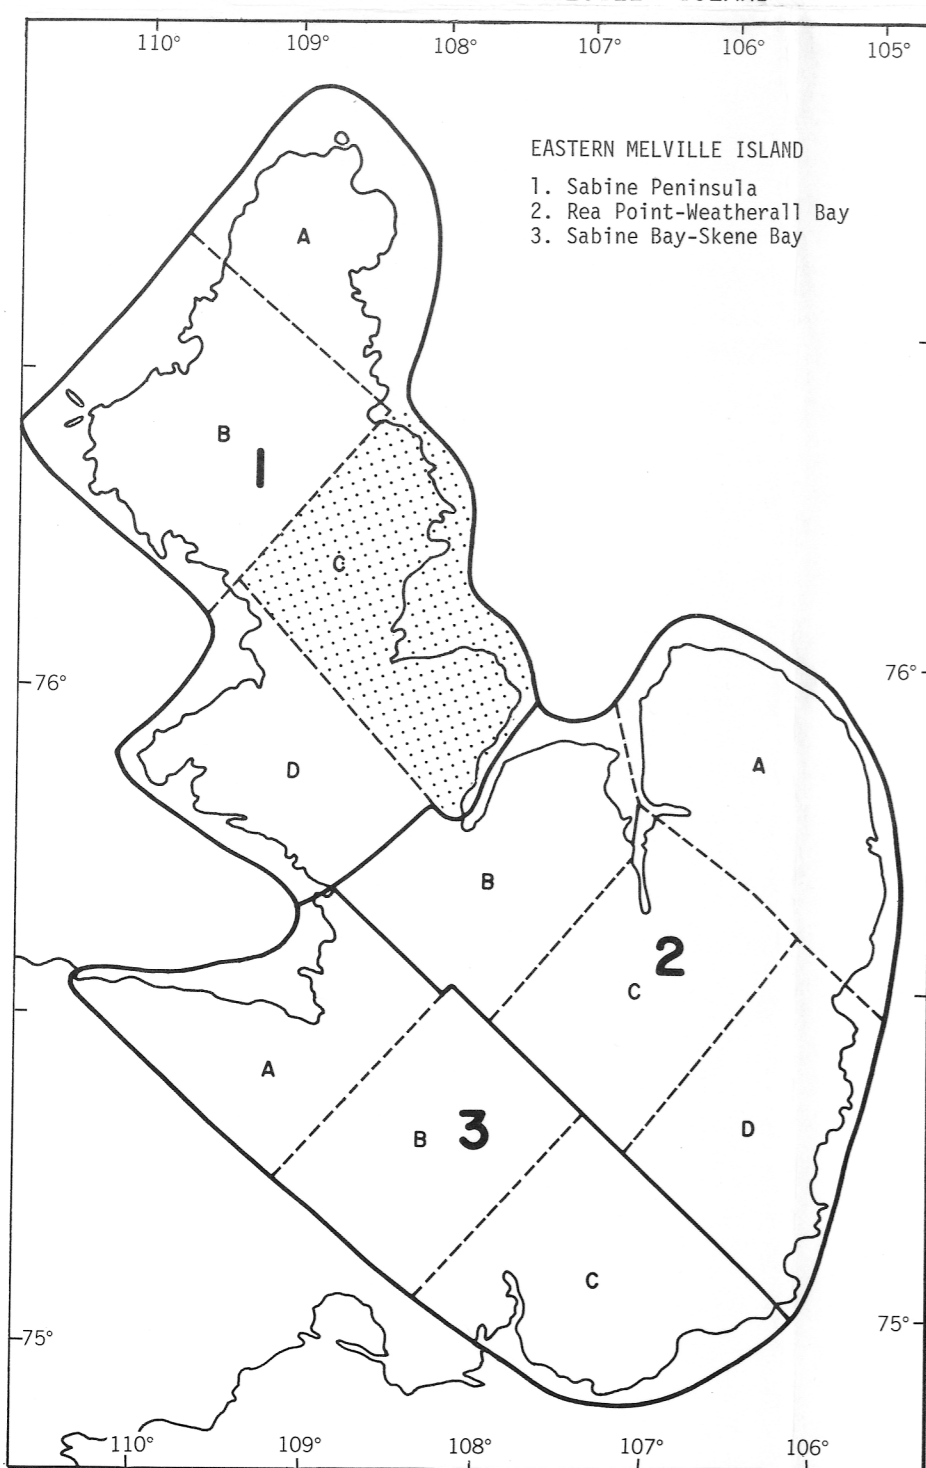 110° 109° 108° 107° 106° 105°
EASTERN MELVILLE ISLAND
1. Sabine Peninsula
2. Rea Point-Weatherall Bay
3. Sabine Bay-Skene Bay
A
B
1
C
76° 76°
D
A
B
2
C
A
3
B
D
C
75° 75°
110° 109° 108° 107° 106°